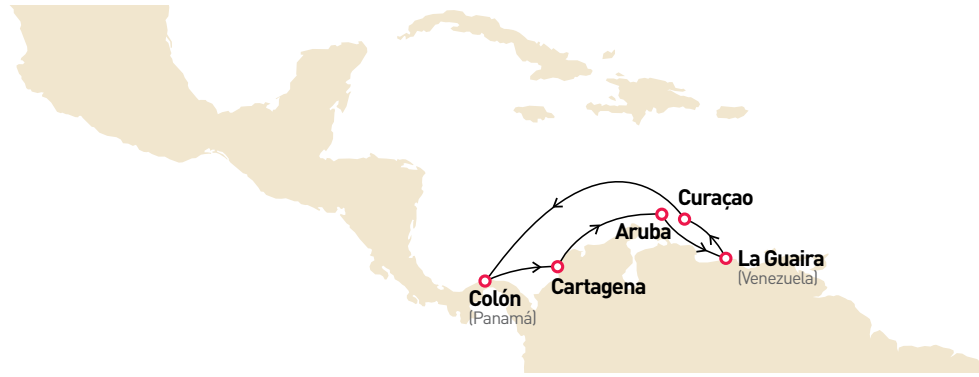 Curaçao
Aruba
La Guaira
(Venezuela)
Cartagena
Colón
(Panamá)